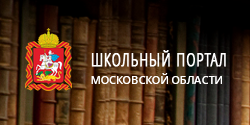 ШКОЛЬНЫЙ ПОРТАЛ
МОСКОВСКОЙ ОБЛАСТИ